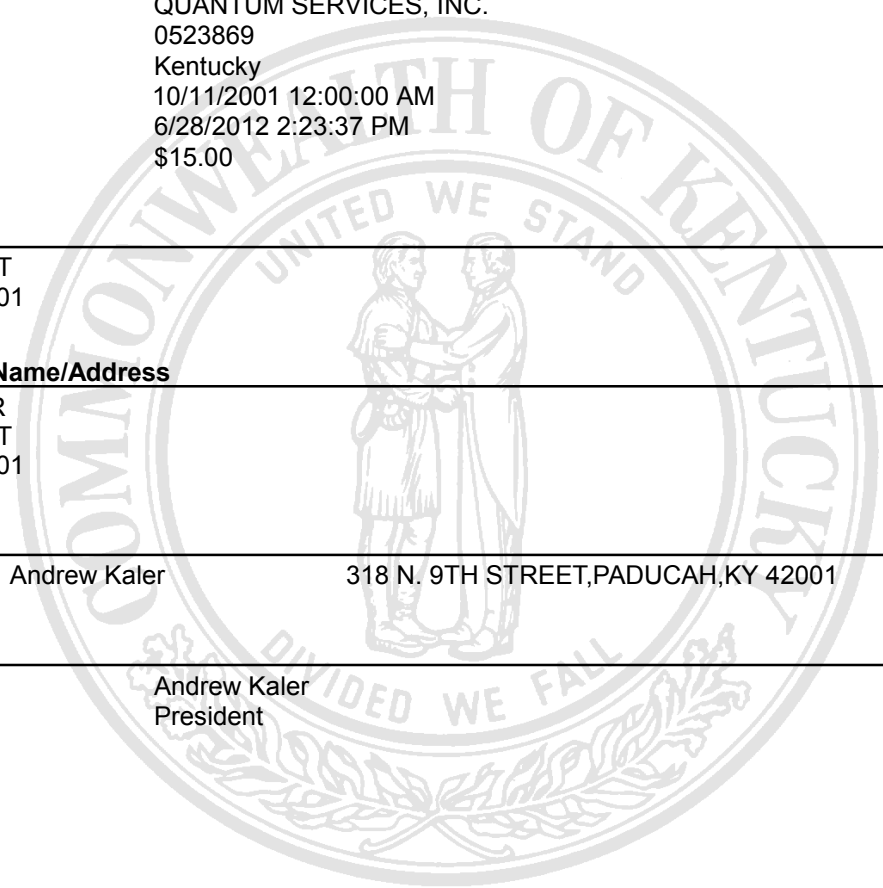 QUANTUM SERVICES, INC.
0523869
Kentucky
10/11/2001 12:00:00 AM
6/28/2012 2:23:37 PM
$15.00
COMMONWEALTH OF KENTUCKY
UNITED WE STAND
T
01
Name/Address
R
T
01
Andrew Kaler 318 N. 9TH STREET,PADUCAH,KY 42001
DIVIDED WE FALL
Andrew Kaler
President